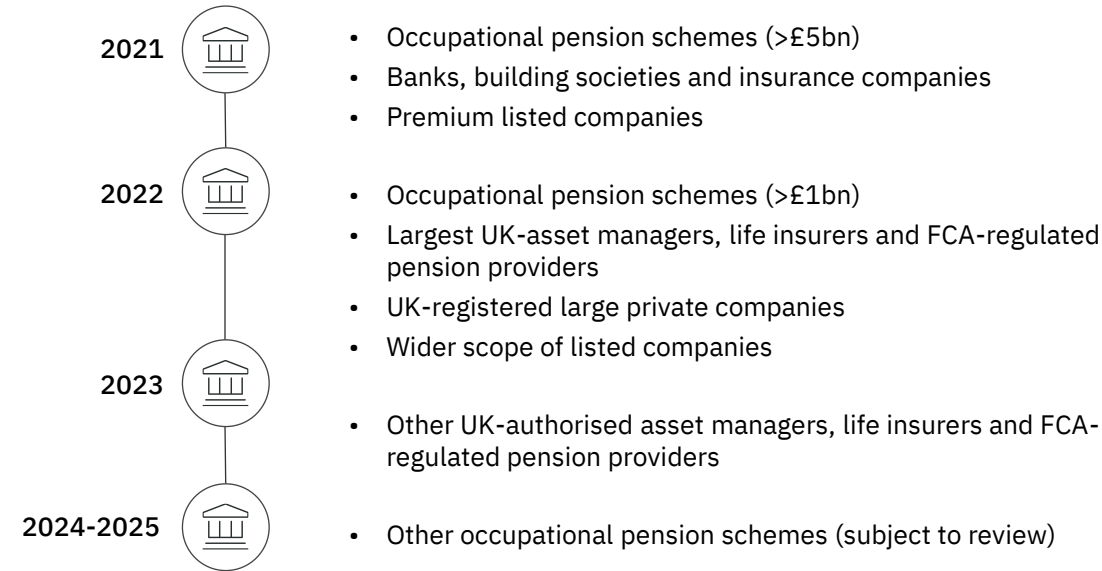 2021
• Occupational pension schemes (>£5bn)
• Banks, building societies and insurance companies
• Premium listed companies
2022
• Occupational pension schemes (>£1bn)
• Largest UK-asset managers, life insurers and FCA-regulated
pension providers
• UK-registered large private companies
• Wider scope of listed companies
2023
• Other UK-authorised asset managers, life insurers and FCA-
regulated pension providers
2024-2025
• Other occupational pension schemes (subject to review)